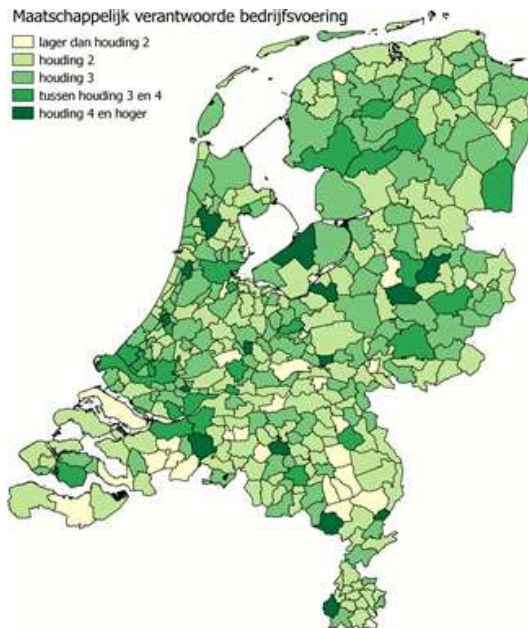 Maatschappelijk verantwoorde bedrijfsvoering
lager dan houding 2
houding 2
houding 3
tussen houding 3 en 4
houding 4 en hoger